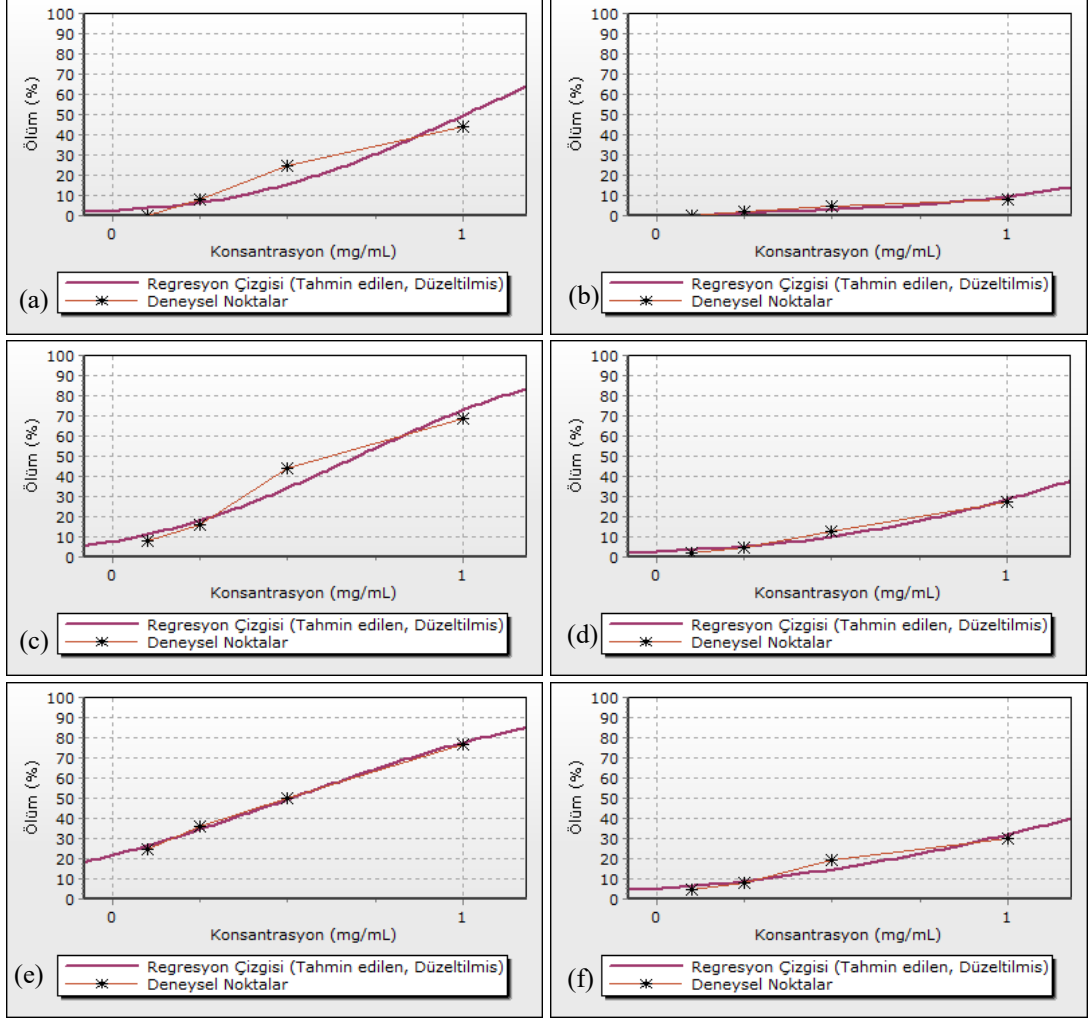 100
90
80
70
60
50
40
30
20
10
0
Ölüm (%)
0 1
Konsantrasyon (mg/mL)
Regresyon Çizgisi (Tahmin edilen, Düzeltilmis)
Deneysel Noktalar
(a)
100
90
80
70
60
50
40
30
20
10
0
Ölüm (%)
0 1
Konsantrasyon (mg/mL)
Regresyon Çizgisi (Tahmin edilen, Düzeltilmis)
Deneysel Noktalar
(b)
100
90
80
70
60
50
40
30
20
10
0
Ölüm (%)
0 1
Konsantrasyon (mg/mL)
Regresyon Çizgisi (Tahmin edilen, Düzeltilmis)
Deneysel Noktalar
(c)
100
90
80
70
60
50
40
30
20
10
0
Ölüm (%)
0 1
Konsantrasyon (mg/mL)
Regresyon Çizgisi (Tahmin edilen, Düzeltilmis)
Deneysel Noktalar
(d)
100
90
80
70
60
50
40
30
20
10
0
Ölüm (%)
0 1
Konsantrasyon (mg/mL)
Regresyon Çizgisi (Tahmin edilen, Düzeltilmis)
Deneysel Noktalar
(e)
100
90
80
70
60
50
40
30
20
10
0
Ölüm (%)
0 1
Konsantrasyon (mg/mL)
Regresyon Çizgisi (Tahmin edilen, Düzeltilmis)
Deneysel Noktalar
(f)